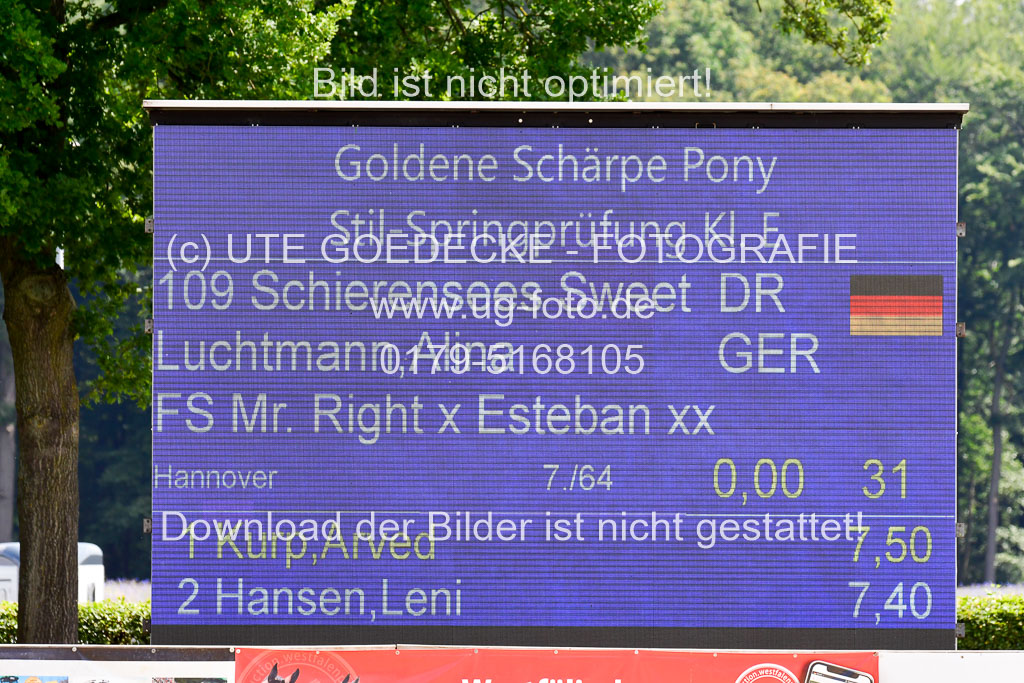 Bild ist nicht optimiert!
Goldene Schärpe Pony
Stil-Springprüfung Kl. E
(c) UTE GOEDECKE - FOTOGRAFIE
109 Schierensees Sweet DR
www.ug-foto.de
Luchtmann,Alina GER
0179-5168105
FS Mr. Right x Esteban xx
Hannover 7./64 0,00 31
Download der Bilder ist nicht gestattet!
1 Kurp,Arved 7,50
2 Hansen,Leni 7,40